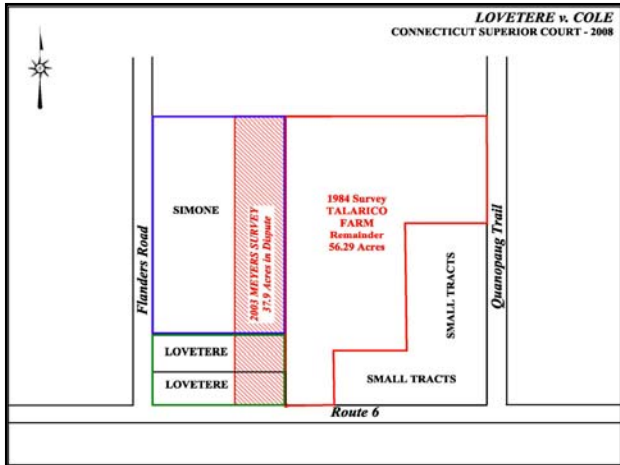 LOVETERE v. COLE
CONNECTICUT SUPERIOR COURT - 2008
Flanders Road
SIMONE
2003 MEYERS SURVEY
37.9 Acres in Dispute
1984 Survey
TALARICO
FARM
Remainder
56.29 Acres
SMALL TRACTS
Quanopaug Trail
LOVETERE
LOVETERE
SMALL TRACTS
Route 6